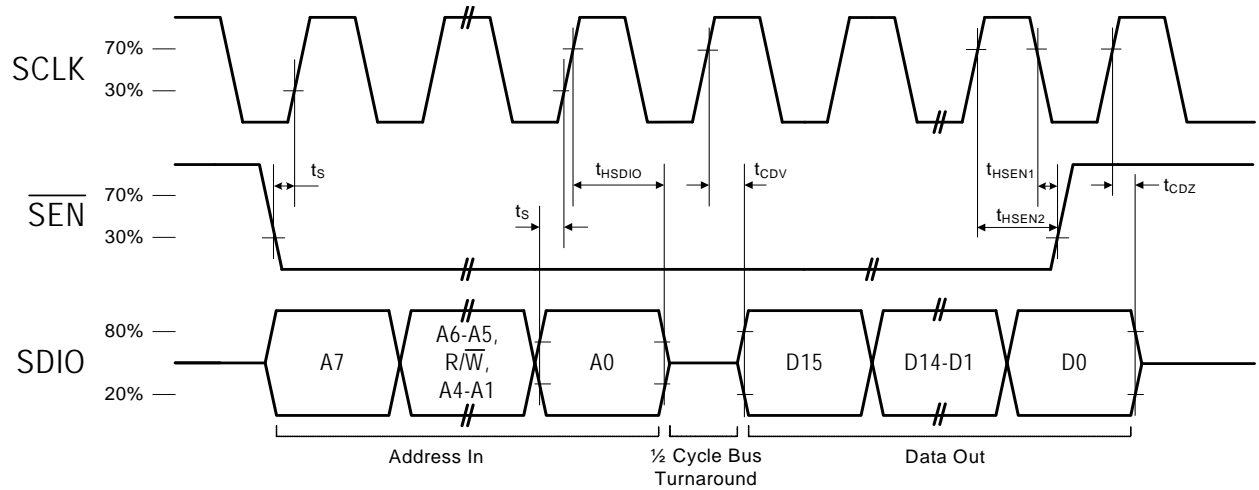 SCLK
70%
30%
SEN
70%
30%
tS
tS
tHSDIO
tCDV
tHSEN1
tHSEN2
tCDZ
SDIO
80%
20%
A7
A6-A5,
R/W,
A4-A1
A0
D15
D14-D1
D0
Address In
½ Cycle Bus
Turnaround
Data Out